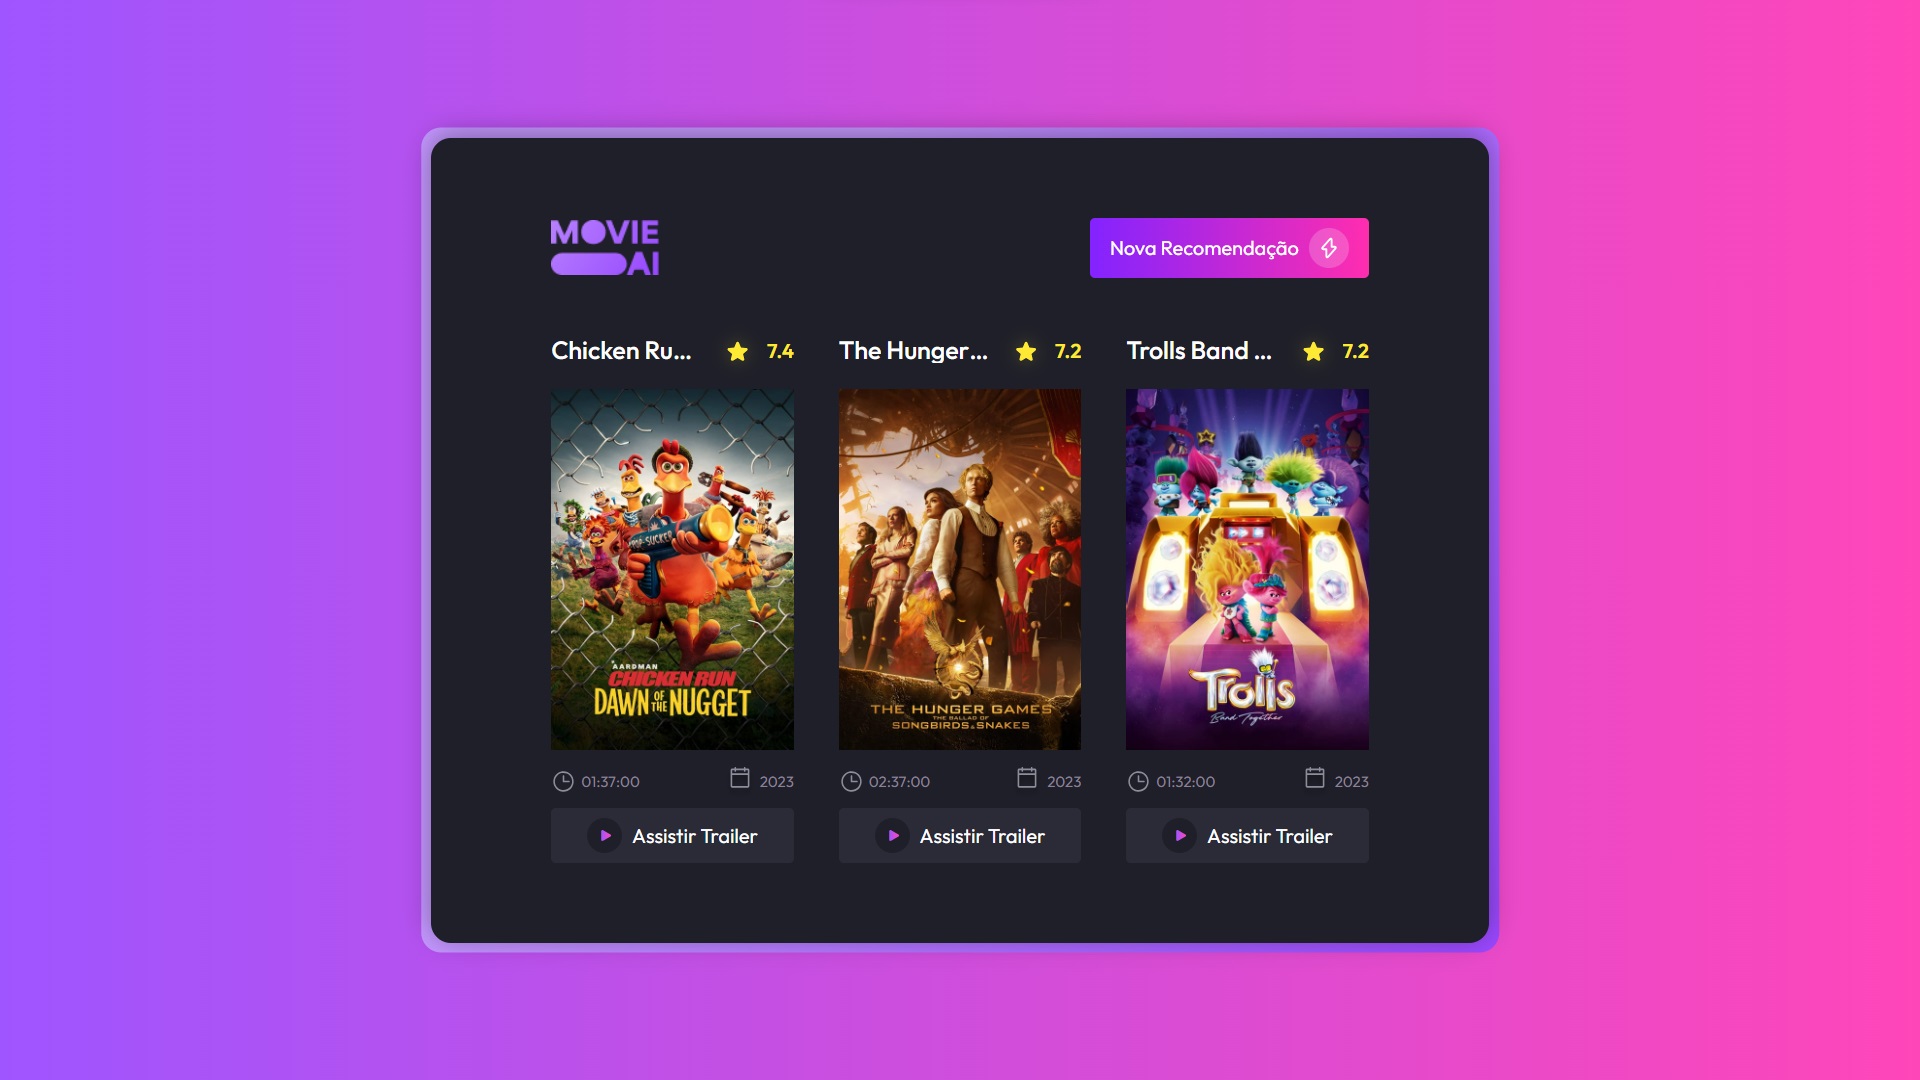 MOVIE
AI
Nova Recomendação
Chicken Ru...
7.4
The Hunger...
7.2
Trolls Band ...
7.2
POP-SUCKER
AARDMAN
CHICKEN RUN
DAWN OF THE NUGGET
THE HUNGER GAMES
THE BALLAD OF
SONGBIRDS & SNAKES
Trolls
Band Together
01:37:00
2023
02:37:00
2023
01:32:00
2023
Assistir Trailer
Assistir Trailer
Assistir Trailer